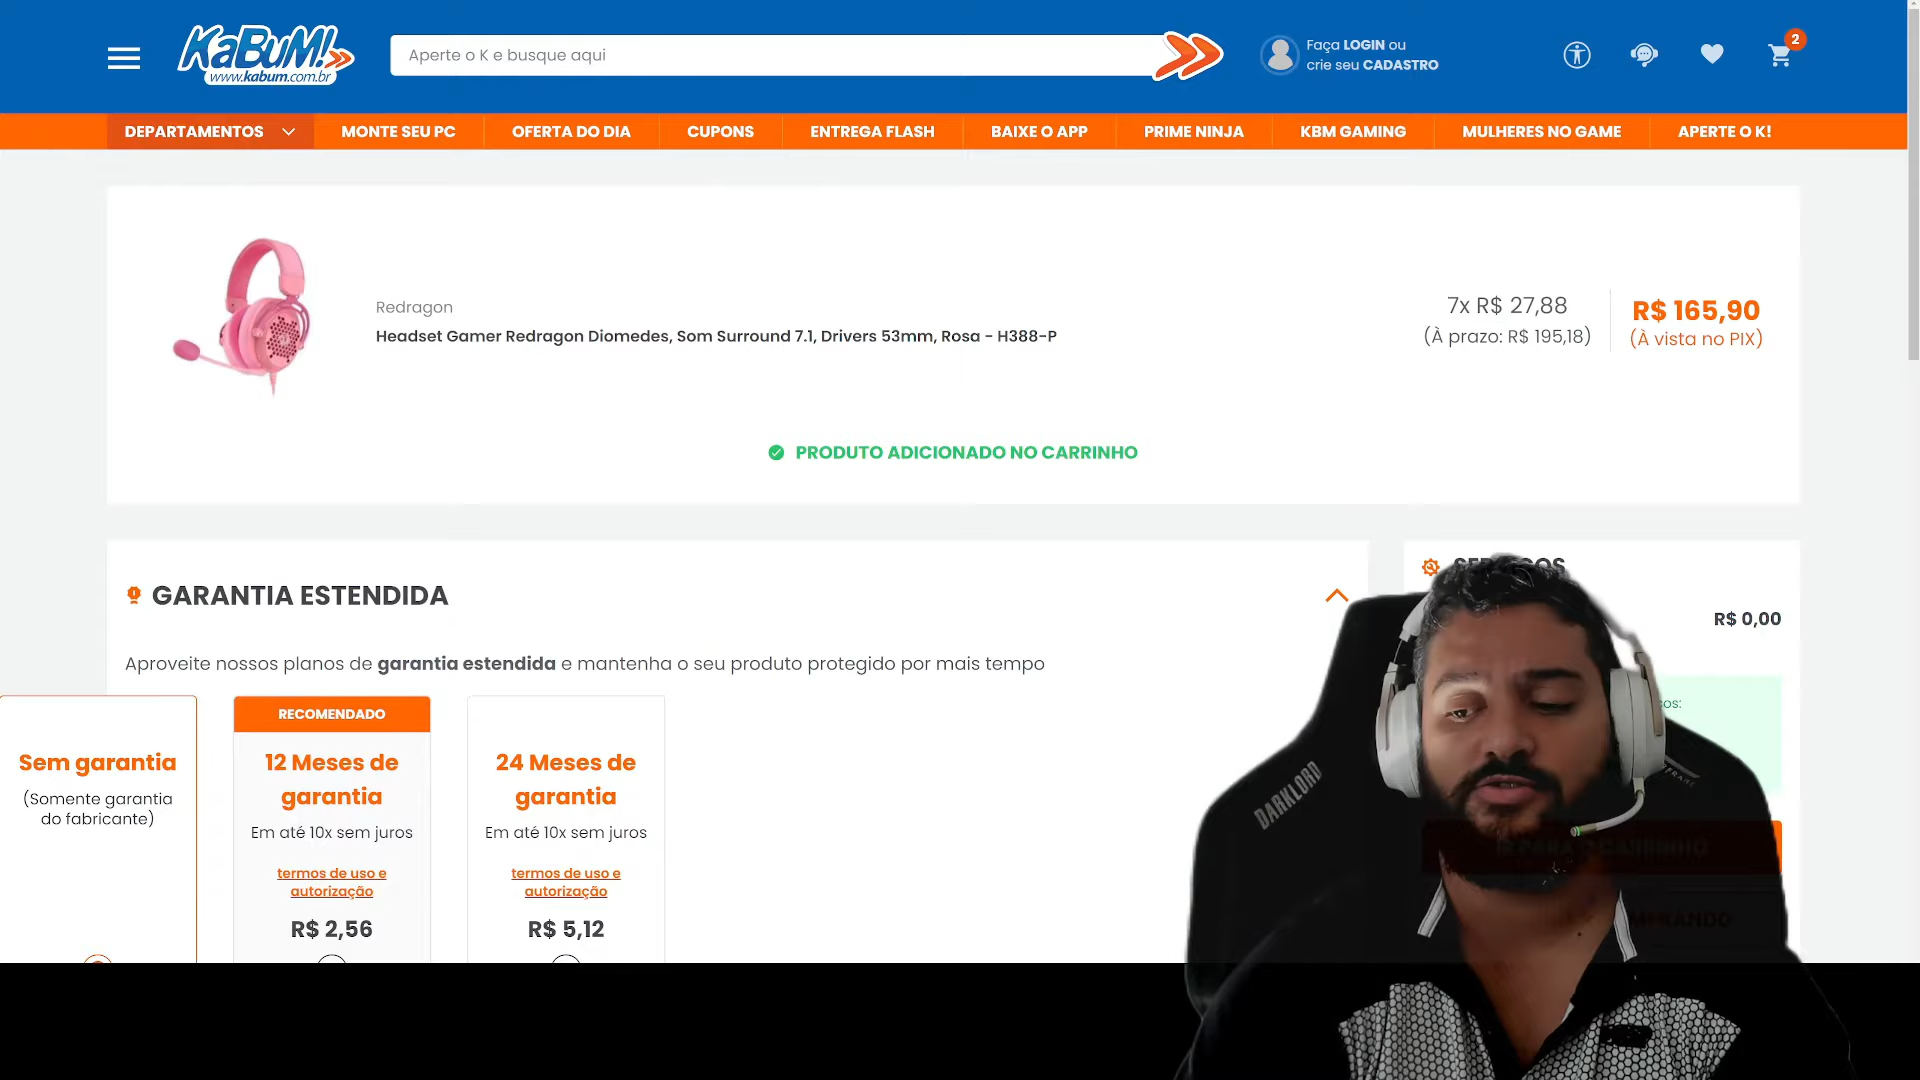 KaBuM!
www.kabum.com.br
Aperte o K e busque aqui
Faça LOGIN ou
crie seu CADASTRO
2
DEPARTAMENTOS
MONTE SEU PC
OFERTA DO DIA
CUPONS
ENTREGA FLASH
BAIXE O APP
PRIME NINJA
KBM GAMING
MULHERES NO GAME
APERTE O K!
Redragon
Headset Gamer Redragon Diomedes, Som Surround 7.1, Drivers 53mm, Rosa - H388-P
7x R$ 27,88
(À prazo: R$ 195,18)
R$ 165,90
(À vista no PIX)
PRODUTO ADICIONADO NO CARRINHO
GARANTIA ESTENDIDA
Aproveite nossos planos de garantia estendida e mantenha o seu produto protegido por mais tempo
Sem garantia
(Somente garantia
do fabricante)
RECOMENDADO
12 Meses de
garantia
Em até 10x sem juros
termos de uso e
autorização
R$ 2,56
24 Meses de
garantia
Em até 10x sem juros
termos de uso e
autorização
R$ 5,12
R$ 0,00
DARKLORD